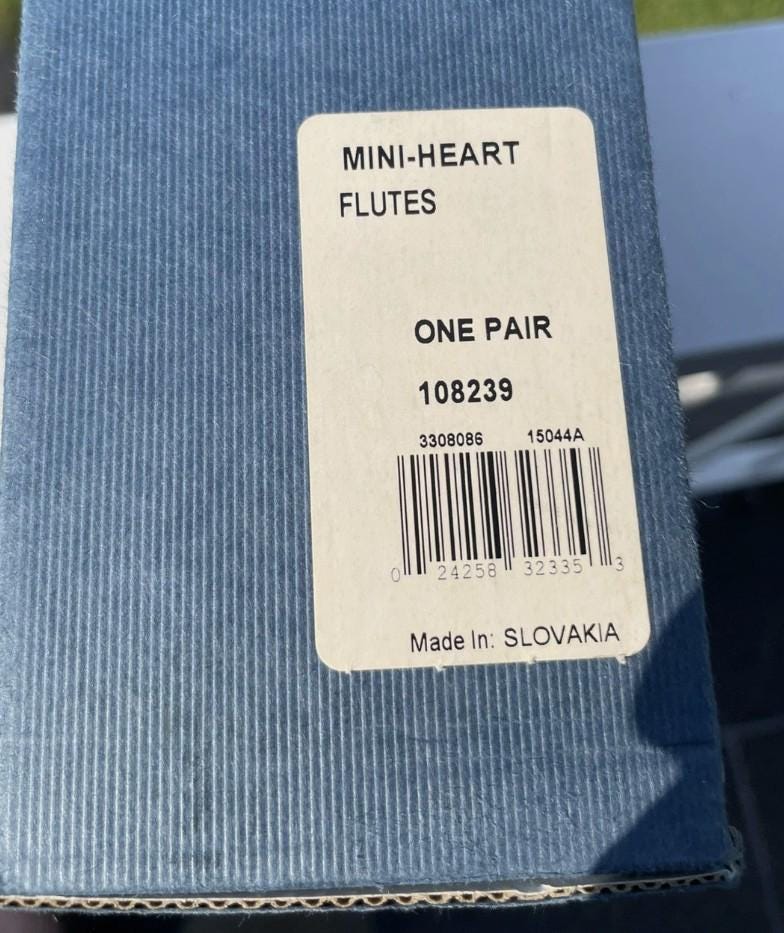 MINI-HEART
FLUTES
ONE PAIR
108239
3308086 15044A
0 24258 32335 3
Made In: SLOVAKIA